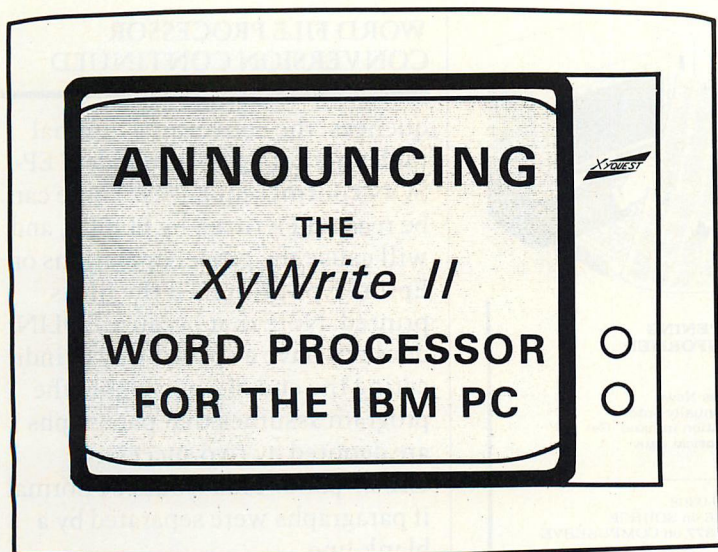 ANNOUNCING
THE
XyWrite II
WORD PROCESSOR
FOR THE IBM PC
XYQUEST